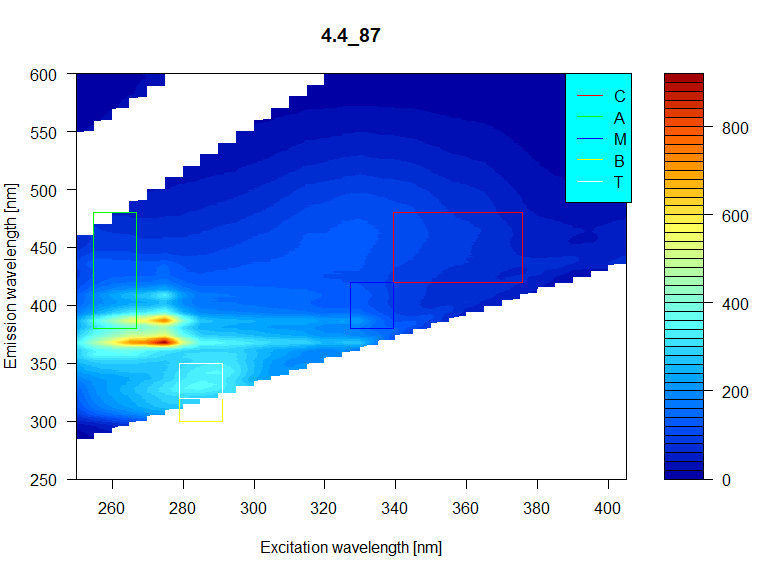 4.4_87
600
550
500
450
400
350
300
250
Emission wavelength [nm]
260 280 300 320 340 360 380 400
Excitation wavelength [nm]
C
A
M
B
T
800
600
400
200
0